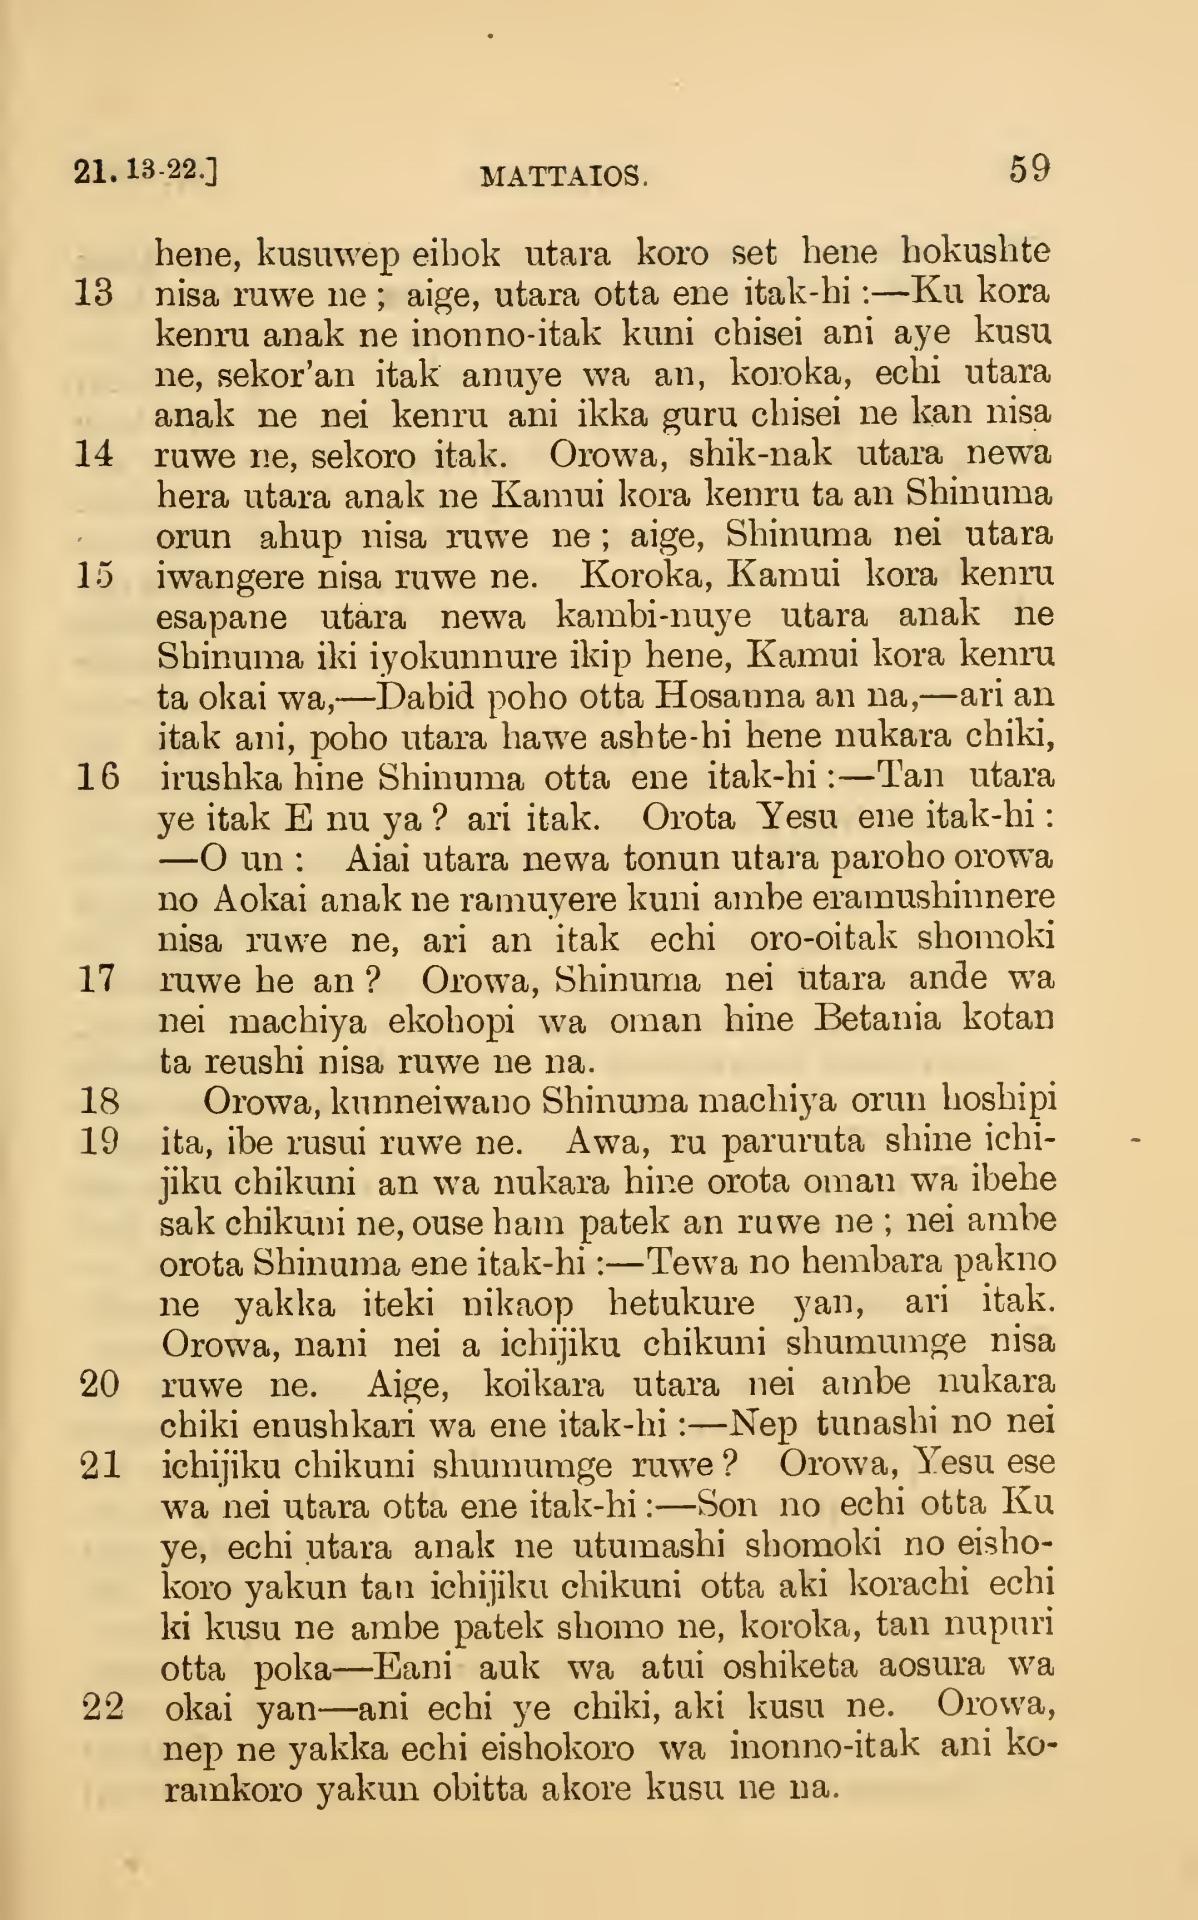 21. 13-22.] MATTAIOS. 59
hene, kusuwep eihok utara koro set hene hokushte
13 nisa ruwe ne ; aige, utara otta ene itak-hi :—Ku kora
kenru anak ne inonno-itak kuni chisei ani aye kusu
ne, sekor'an itak anuye wa an, koroka, echi utara
anak ne nei kenru ani ikka guru chisei ne kan nisa
14 ruwe ne, sekoro itak. Orowa, shik-nak utara newa
hera utara anak ne Kamui kora kenru ta an Shinuma
orun ahup nisa ruwe ne ; aige, Shinuma nei utara
15 iwangere nisa ruwe ne. Koroka, Kamui kora kenru
esapane utara newa kambi-nuye utara anak ne
Shinuma iki iyokunnure ikip hene, Kamui kora kenru
ta okai wa,—Dabid poho otta Hosanna an na,—ari an
itak ani, poho utara hawe ashte-hi hene nukara chiki,
16 irushka hine Shinuma otta ene itak-hi :—Tan utara
ye itak E nu ya ? ari itak. Orota Yesu ene itak-hi :
—O un : Aiai utara newa tonun utara paroho orowa
no Aokai anak ne ramuyere kuni ambe eramushinnere
nisa ruwe ne, ari an itak echi oro-oitak shomoki
17 ruwe he an ? Orowa, Shinuma nei utara ande wa
nei machiya ekohopi wa oman hine Betania kotan
ta reushi nisa ruwe ne na.
18 Orowa, kunneiwano Shinuma machiya orun hoshipi
19 ita, ibe rusui ruwe ne. Awa, ru paruruta shine ichi-
jiku chikuni an wa nukara hine orota oman wa ibehe
sak chikuni ne, ouse ham patek an ruwe ne ; nei ambe
orota Shinuma ene itak-hi :—Tewa no hembara pakno
ne yakka iteki nikaop hetukure yan, ari itak.
Orowa, nani nei a ichijiku chikuni shumumge nisa
20 ruwe ne. Aige, koikara utara nei ambe nukara
chiki enushkari wa ene itak-hi :—Nep tunashi no nei
21 ichijiku chikuni shumumge ruwe ? Orowa, Yesu ese
wa nei utara otta ene itak-hi :—Son no echi otta Ku
ye, echi utara anak ne utumashi shomoki no eisho-
koro yakun tan ichijiku chikuni otta aki korachi echi
ki kusu ne ambe patek shomo ne, koroka, tan nupuri
otta poka—Eani auk wa atui oshiketa aosura wa
22 okai yan—ani echi ye chiki, aki kusu ne. Orowa,
nep ne yakka echi eishokoro wa inonno-itak ani ko-
ramkoro yakun obitta akore kusu ne na.